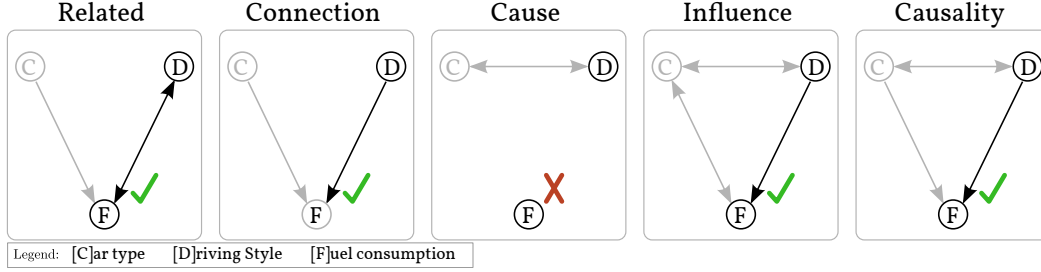 Related Connection Cause Influence Causality
C D C D C D C D C D
F F F F F
Legend: [C]ar type [D]riving Style [F]uel consumption